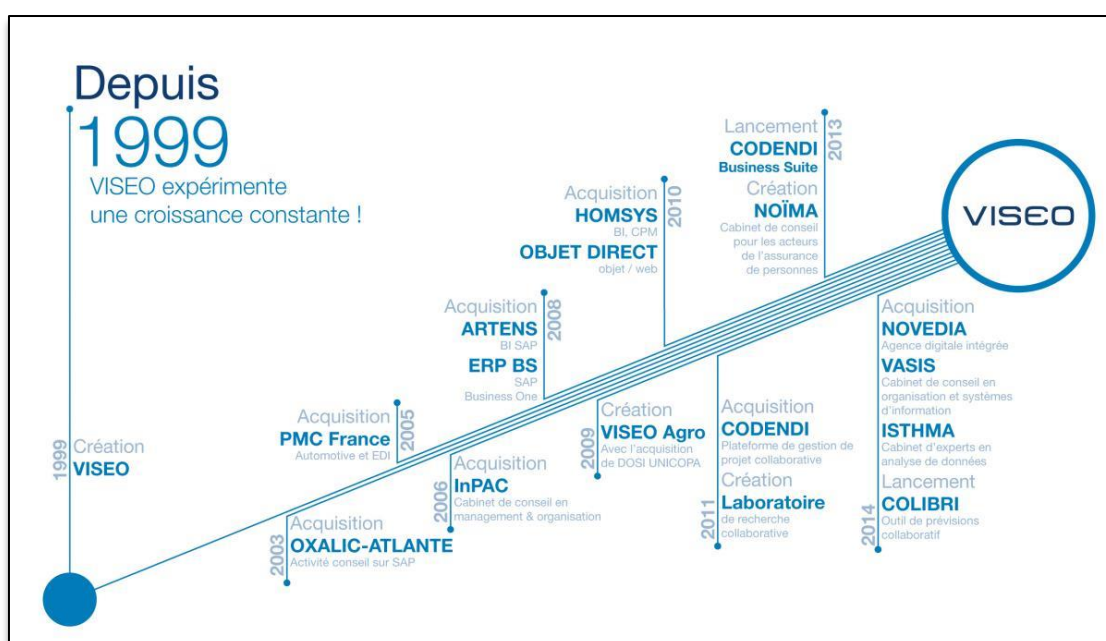 Depuis
1999
VISEO expérimente
une croissance constante !
1999
Création
VISEO
2003
Acquisition
OXALIC-ATLANTE
Activité conseil sur SAP
2005
Acquisition
PMC France
Automotive et EDI
2006
Acquisition
InPAC
Cabinet de conseil en
management & organisation
2008
Acquisition
ARTENS
BI SAP
ERP BS
SAP
Business One
2009
Création
VISEO Agro
Avec l'acquisition
de DOSI UNICOPA
2010
Acquisition
HOMSYS
BI, CPM
OBJET DIRECT
objet / web
2011
Acquisition
CODENDI
Plateforme de gestion de
projet collaborative
Création
Laboratoire
de recherche
collaborative
2013
Lancement
CODENDI
Business Suite
Création
NOÏMA
Cabinet de conseil
pour les acteurs
de l'assurance
de personnes
2014
Acquisition
NOVEDIA
Agence digitale intégrée
VASIS
Cabinet de conseil en
organisation et systèmes
d'information
ISTHMA
Cabinet d'experts en
analyse de données
Lancement
COLIBRI
Outil de prévisions
collaboratif
VISEO